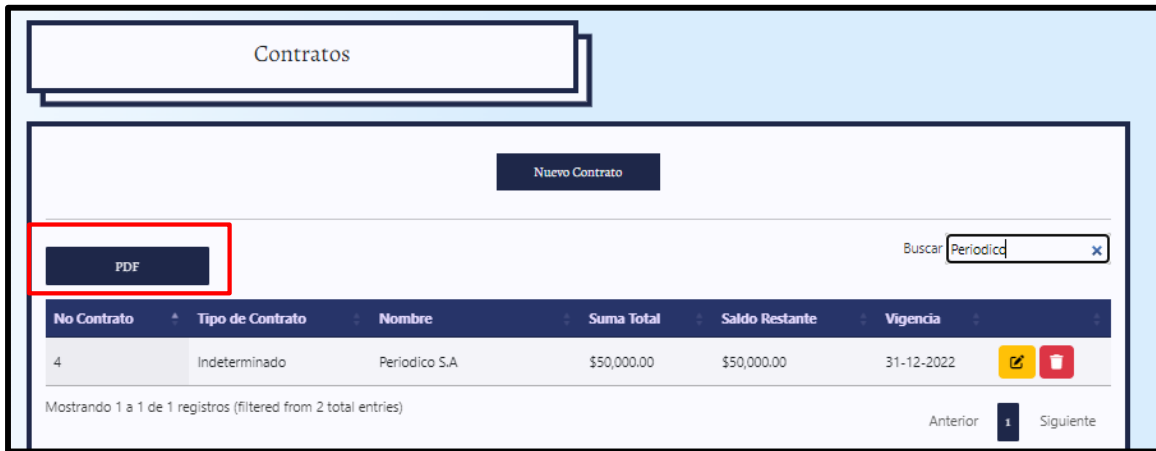 Contratos
Nuevo Contrato
Buscar Periodico
PDF
No Contrato Tipo de Contrato Nombre Suma Total Saldo Restante Vigencia
4 Indeterminado Periodico S.A $50,000.00 $50,000.00 31-12-2022
Mostrando 1 a 1 de 1 registros (filtered from 2 total entries)
Anterior 1 Siguiente